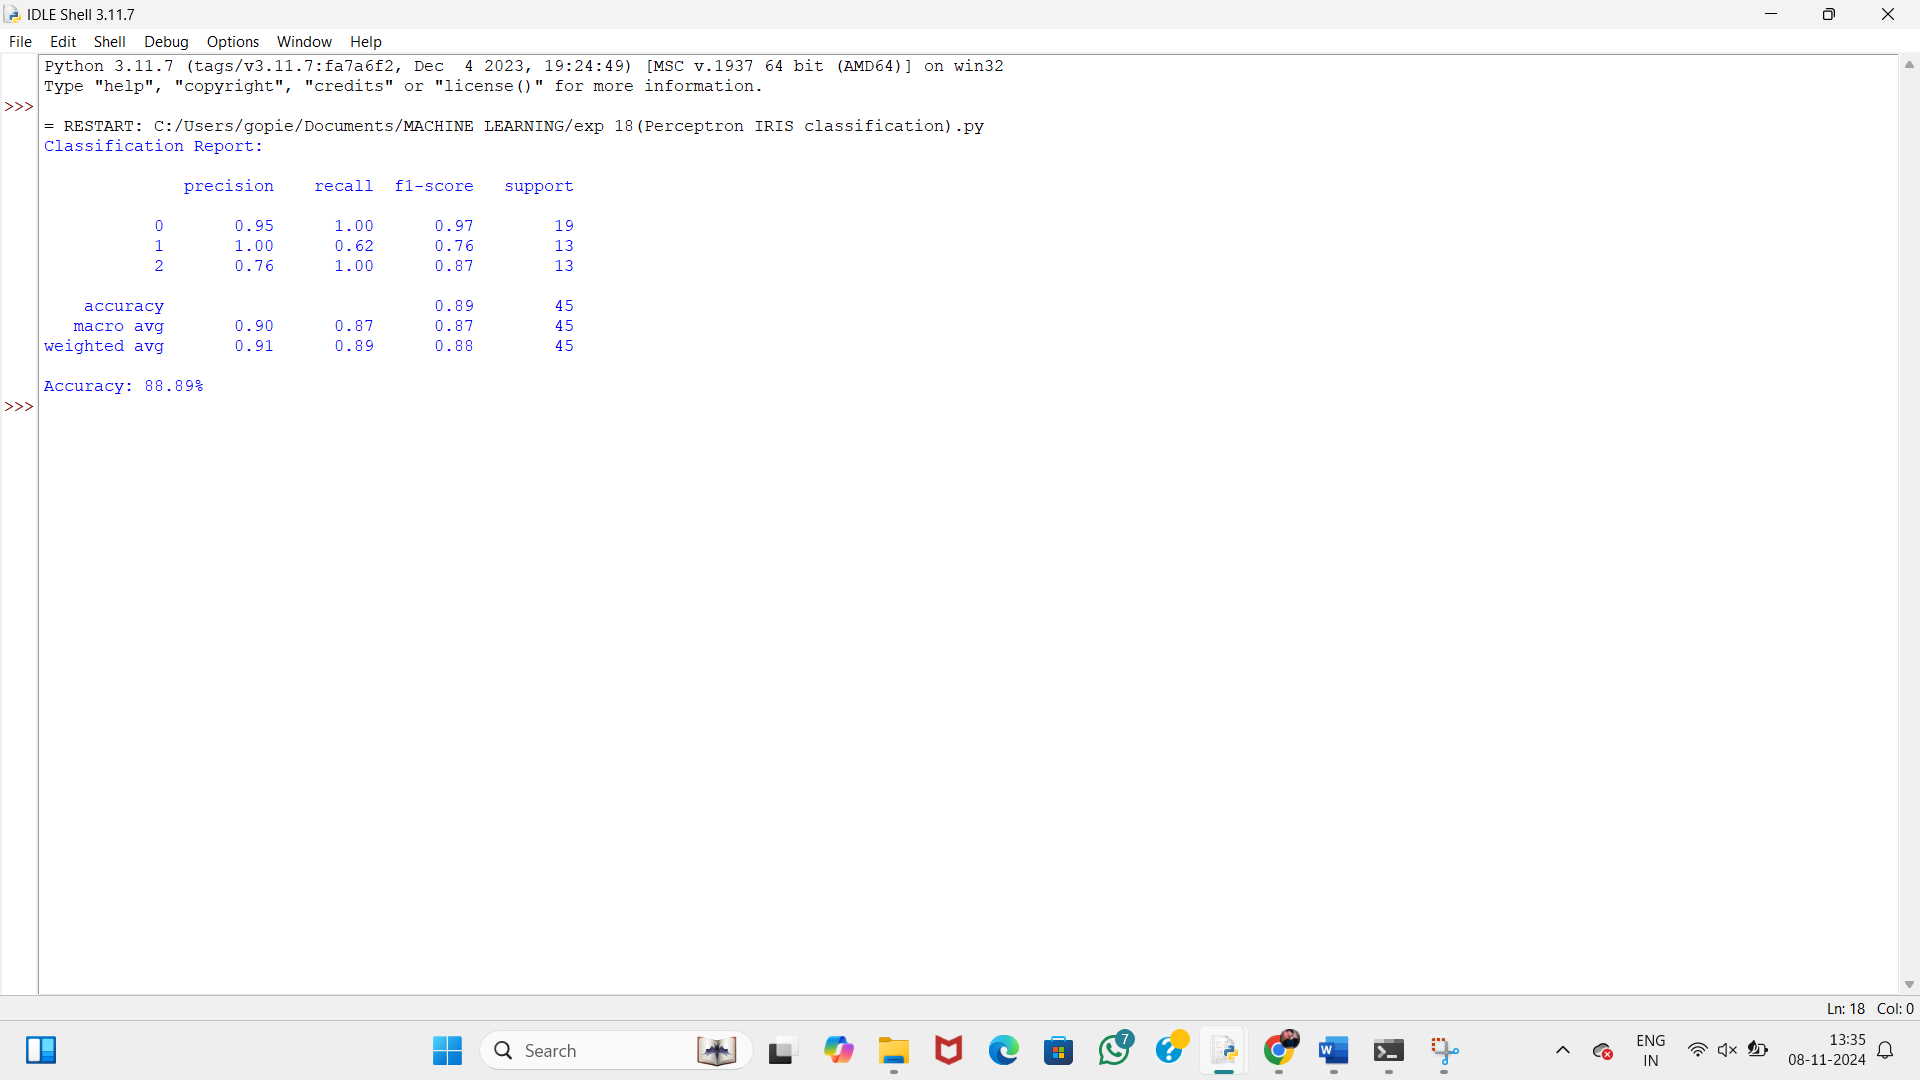 IDLE Shell 3.11.7
File Edit Shell Debug Options Window Help
Python 3.11.7 (tags/v3.11.7:fa7a6f2, Dec  4 2023, 19:24:49) [MSC v.1937 64 bit (AMD64)] on win32
Type "help", "copyright", "credits" or "license()" for more information.
>>>
= RESTART: C:/Users/gopie/Documents/MACHINE LEARNING/exp 18(Perceptron IRIS classification).py
Classification Report:
precision recall f1-score support
0 0.95 1.00 0.97 19
1 1.00 0.62 0.76 13
2 0.76 1.00 0.87 13
accuracy 0.89 45
macro avg 0.90 0.87 0.87 45
weighted avg 0.91 0.89 0.88 45
Accuracy: 88.89%
>>>
Ln: 18 Col: 0
Search
7
W
ENG
IN
13:35
08-11-2024